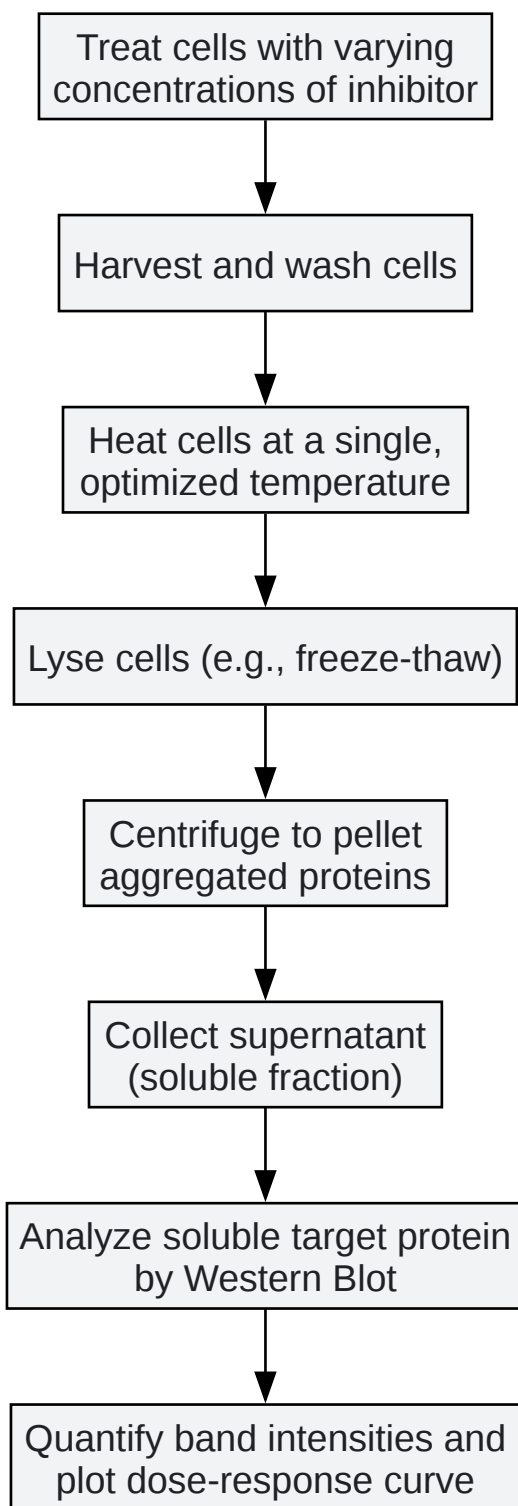 Treat cells with varying
concentrations of inhibitor
Harvest and wash cells
Heat cells at a single,
optimized temperature
Lyse cells (e.g., freeze-thaw)
Centrifuge to pellet
aggregated proteins
Collect supernatant
(soluble fraction)
Analyze soluble target protein
by Western Blot
Quantify band intensities and
plot dose-response curve